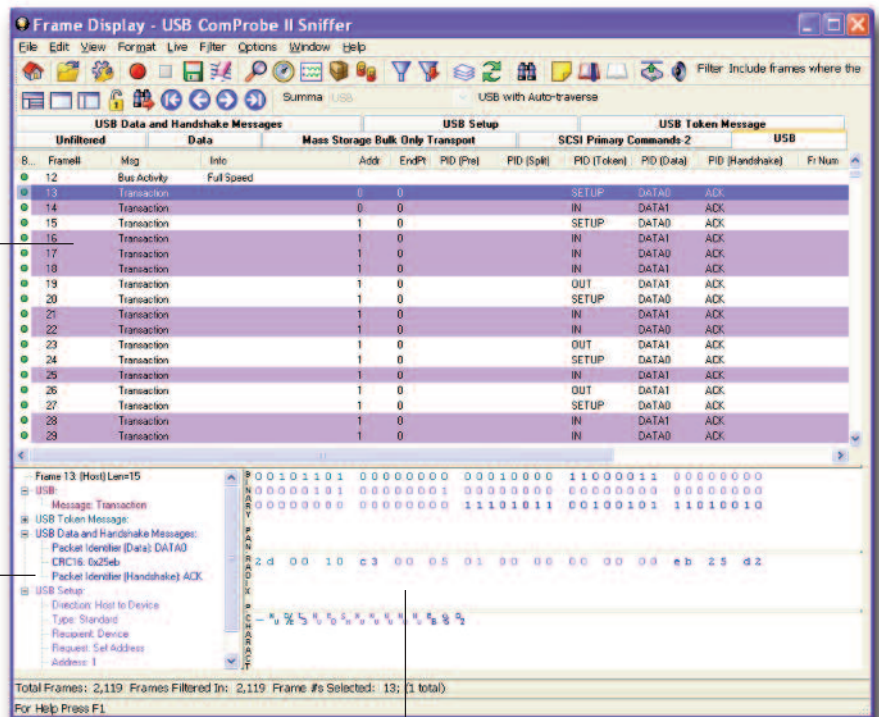 Frame Display - USB ComProbe II Sniffer
File Edit View Format Live Filter Options Window Help
Filter: Include frames where the
Summa USB USB with Auto-traverse
USB Data and Handshake Messages USB Setup USB Token Message
Unfiltered Data Mass Storage Bulk Only Transport SCSI Primary Commands-2 USB
B... Frame# Msg Info Addr EndPt PID (Pre) PID (Split) PID (Token) PID (Data) PID (Handshake) Fr Num
12 Bus Activity Full Speed
13 Transaction 0 0 SETUP DATA0 ACK
14 Transaction 0 0 IN DATA1 ACK
15 Transaction 1 0 SETUP DATA0 ACK
16 Transaction 1 0 IN DATA1 ACK
17 Transaction 1 0 IN DATA0 ACK
18 Transaction 1 0 IN DATA1 ACK
19 Transaction 1 0 OUT DATA1 ACK
20 Transaction 1 0 SETUP DATA0 ACK
21 Transaction 1 0 IN DATA1 ACK
22 Transaction 1 0 IN DATA0 ACK
23 Transaction 1 0 OUT DATA1 ACK
24 Transaction 1 0 SETUP DATA0 ACK
25 Transaction 1 0 IN DATA1 ACK
26 Transaction 1 0 OUT DATA1 ACK
27 Transaction 1 0 SETUP DATA0 ACK
28 Transaction 1 0 IN DATA1 ACK
29 Transaction 1 0 IN DATA0 ACK
Frame 13: (Host) Len=15
USB:
Message: Transaction
USB Token Message:
USB Data and Handshake Messages:
Packet Identifier (Data): DATA0
CRC16: 0x25eb
Packet Identifier (Handshake): ACK
USB Setup:
Direction: Host to Device
Type: Standard
Recipient: Device
Request: Set Address
Address: 1
BINARY PAN
00101101 00000000 00010000 11000011 00000000
00000101 00000001 00000000 00000000 00000000
00000000 00000000 11101011 00100101 11010010
RADIX P
2d 00 10 c3 00 05 01 00 00 00 00 00 eb 25 d2
CHARACT
Total Frames: 2,119 Frames Filtered In: 2,119 Frame #s Selected: 13; (1 total)
For Help Press F1